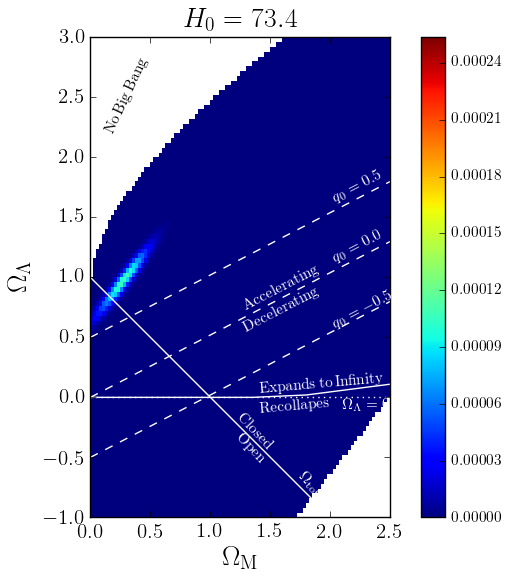 H₀ = 73.4
3.0
2.5
2.0
1.5
1.0
0.5
0.0
−0.5
−1.0
0.0 0.5 1.0 1.5 2.0 2.5
Ω_Λ
Ω_M
No Big Bang
q₀ = 0.5
q₀ = 0.0
Accelerating
Decelerating
q₀ = −0.5
Expands to Infinity
Recollapses
Ω_Λ =
Closed
Open
0.00024
0.00021
0.00018
0.00015
0.00012
0.00009
0.00006
0.00003
0.00000